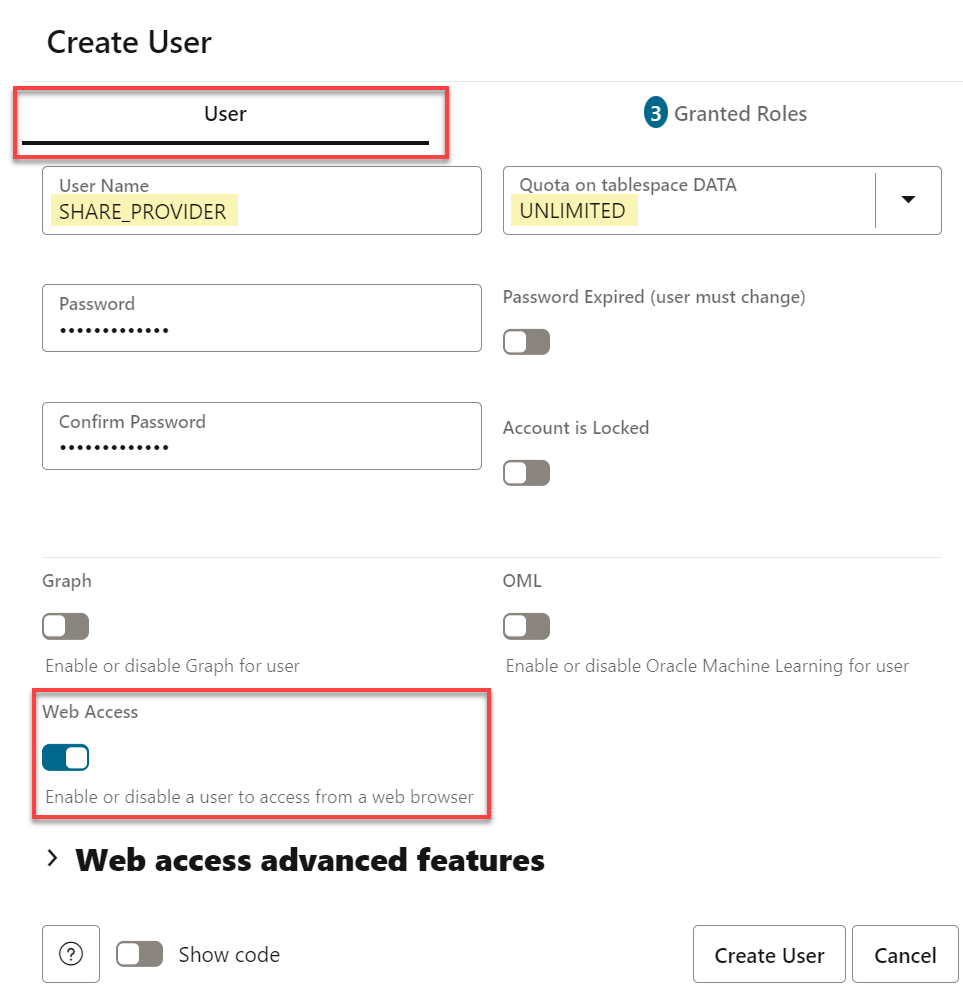 Create User
User
3 Granted Roles
User Name
SHARE_PROVIDER
Quota on tablespace DATA
UNLIMITED
Password
•••••••••••••
Password Expired (user must change)
Confirm Password
•••••••••••••
Account is Locked
Graph
OML
Enable or disable Graph for user
Enable or disable Oracle Machine Learning for user
Web Access
Enable or disable a user to access from a web browser
Web access advanced features
? Show code
Create User
Cancel